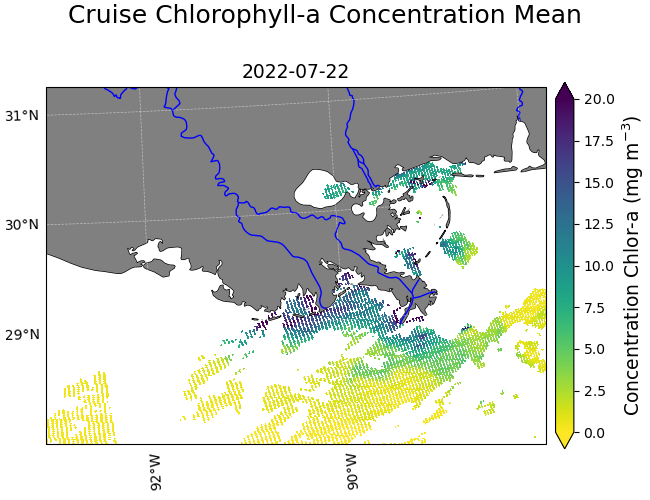 Cruise Chlorophyll-a Concentration Mean
2022-07-22
31°N
30°N
29°N
92°W
90°W
20.0
17.5
15.0
12.5
10.0
7.5
5.0
2.5
0.0
Concentration Chlor-a (mg m⁻³)